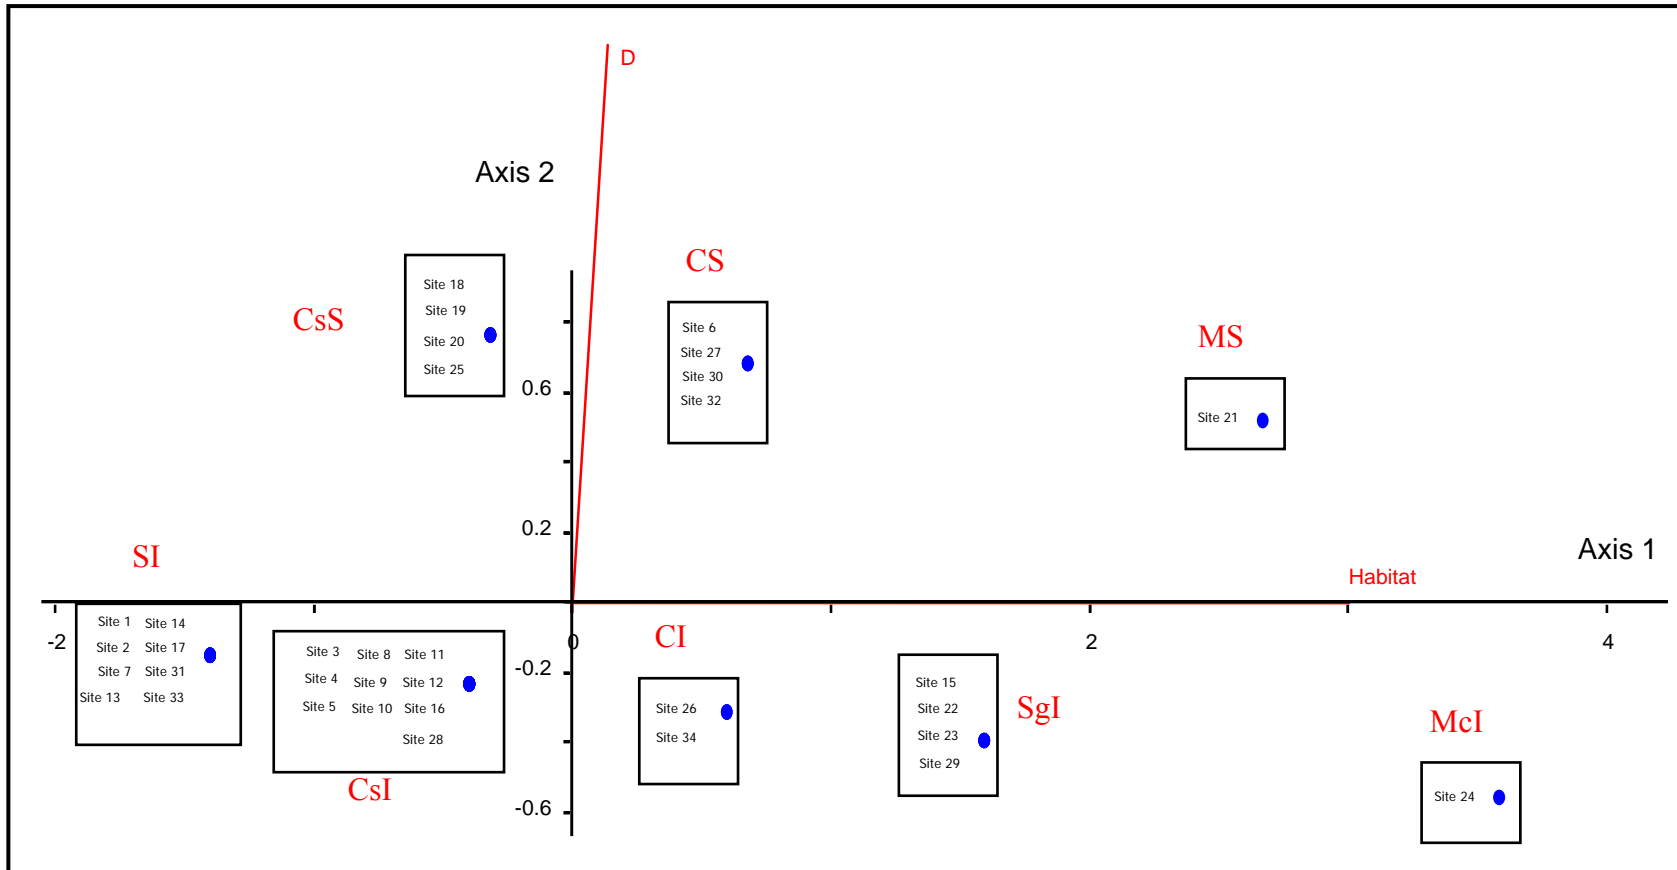 D
Axis 2
CS
CsS
Site 18
Site 19
Site 20
Site 25
Site 6
Site 27
Site 30
Site 32
MS
Site 21
0.6
0.2
Axis 1
Habitat
SI
-2
0
2
4
Site 1 Site 14
Site 2 Site 17
Site 7 Site 31
Site 13 Site 33
Site 3 Site 8 Site 11
Site 4 Site 9 Site 12
Site 5 Site 10 Site 16
Site 28
CsI
-0.2
-0.6
CI
Site 26
Site 34
Site 15
Site 22
Site 23
Site 29
SgI
McI
Site 24